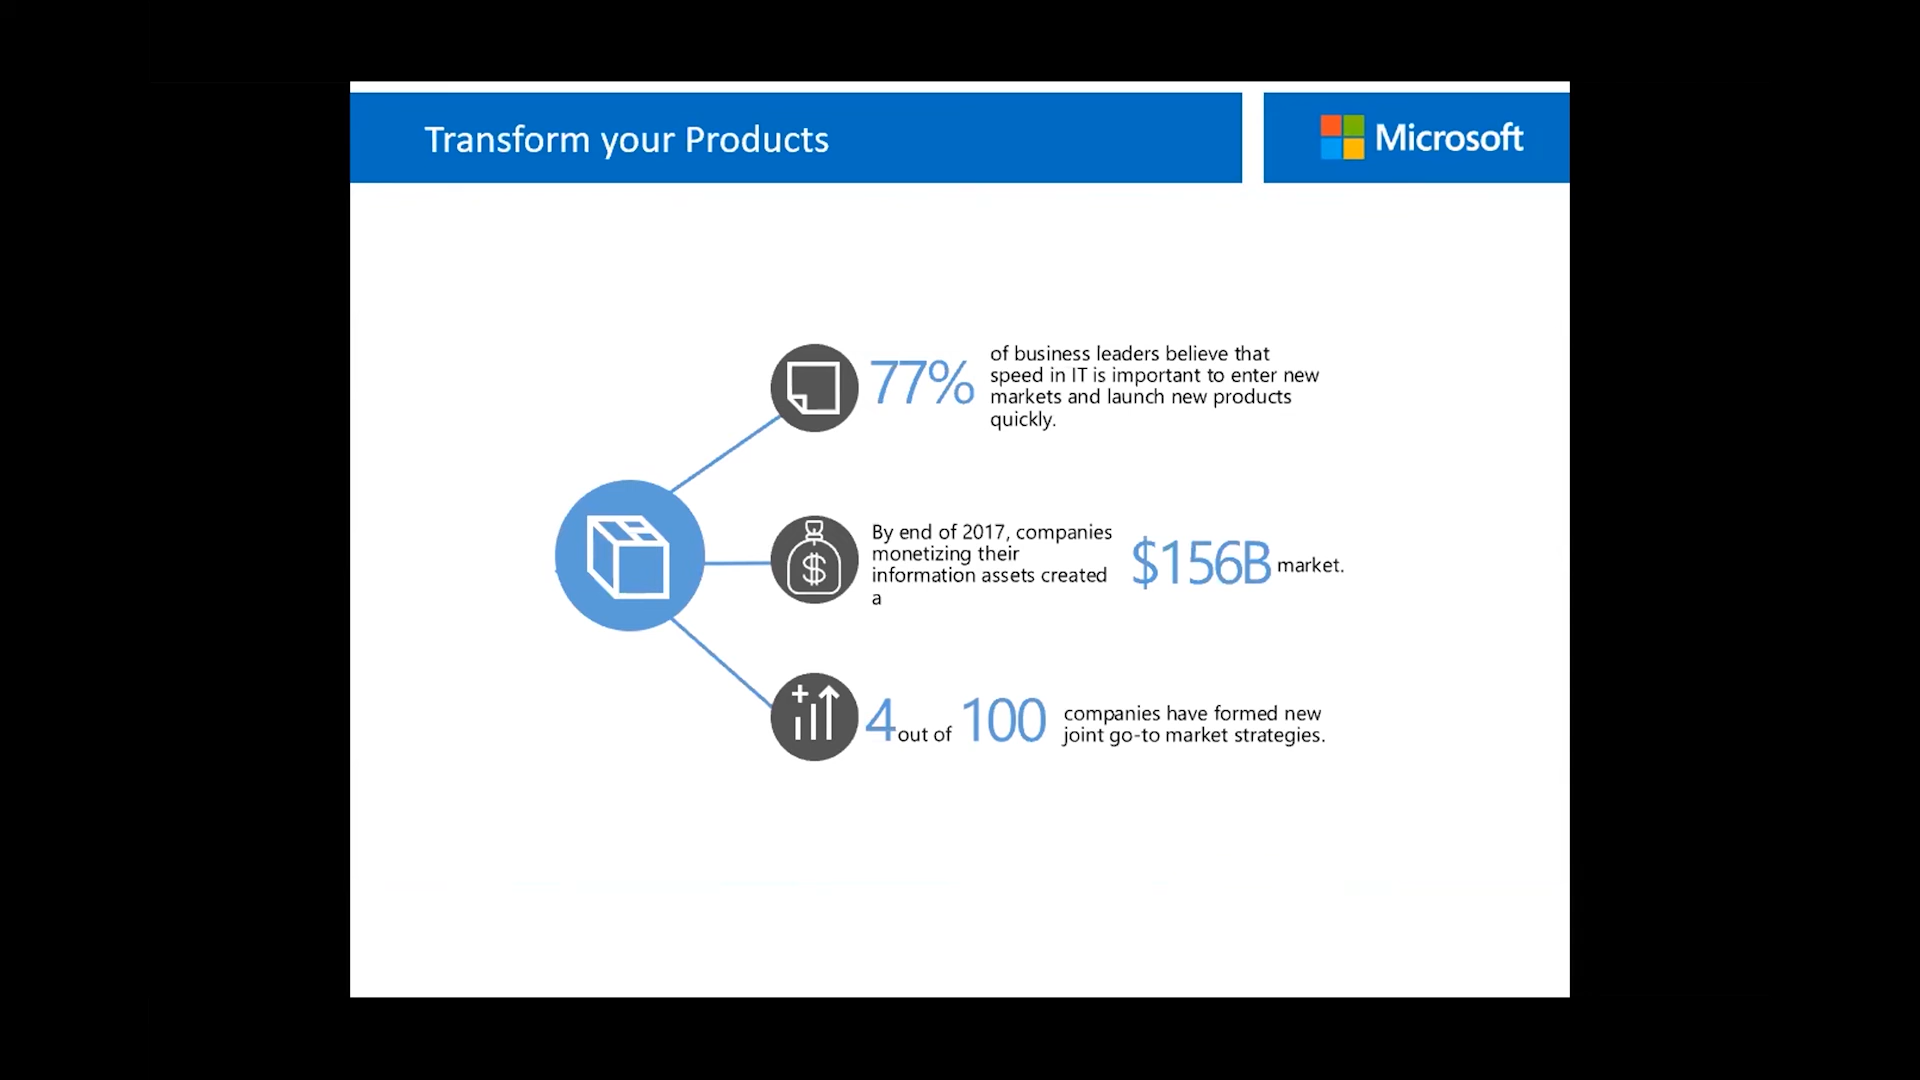 Transform your Products
Microsoft
77%
of business leaders believe that
speed in IT is important to enter new
markets and launch new products
quickly.
By end of 2017, companies
monetizing their
information assets created
a
$156B market.
4 out of 100
companies have formed new
joint go-to market strategies.